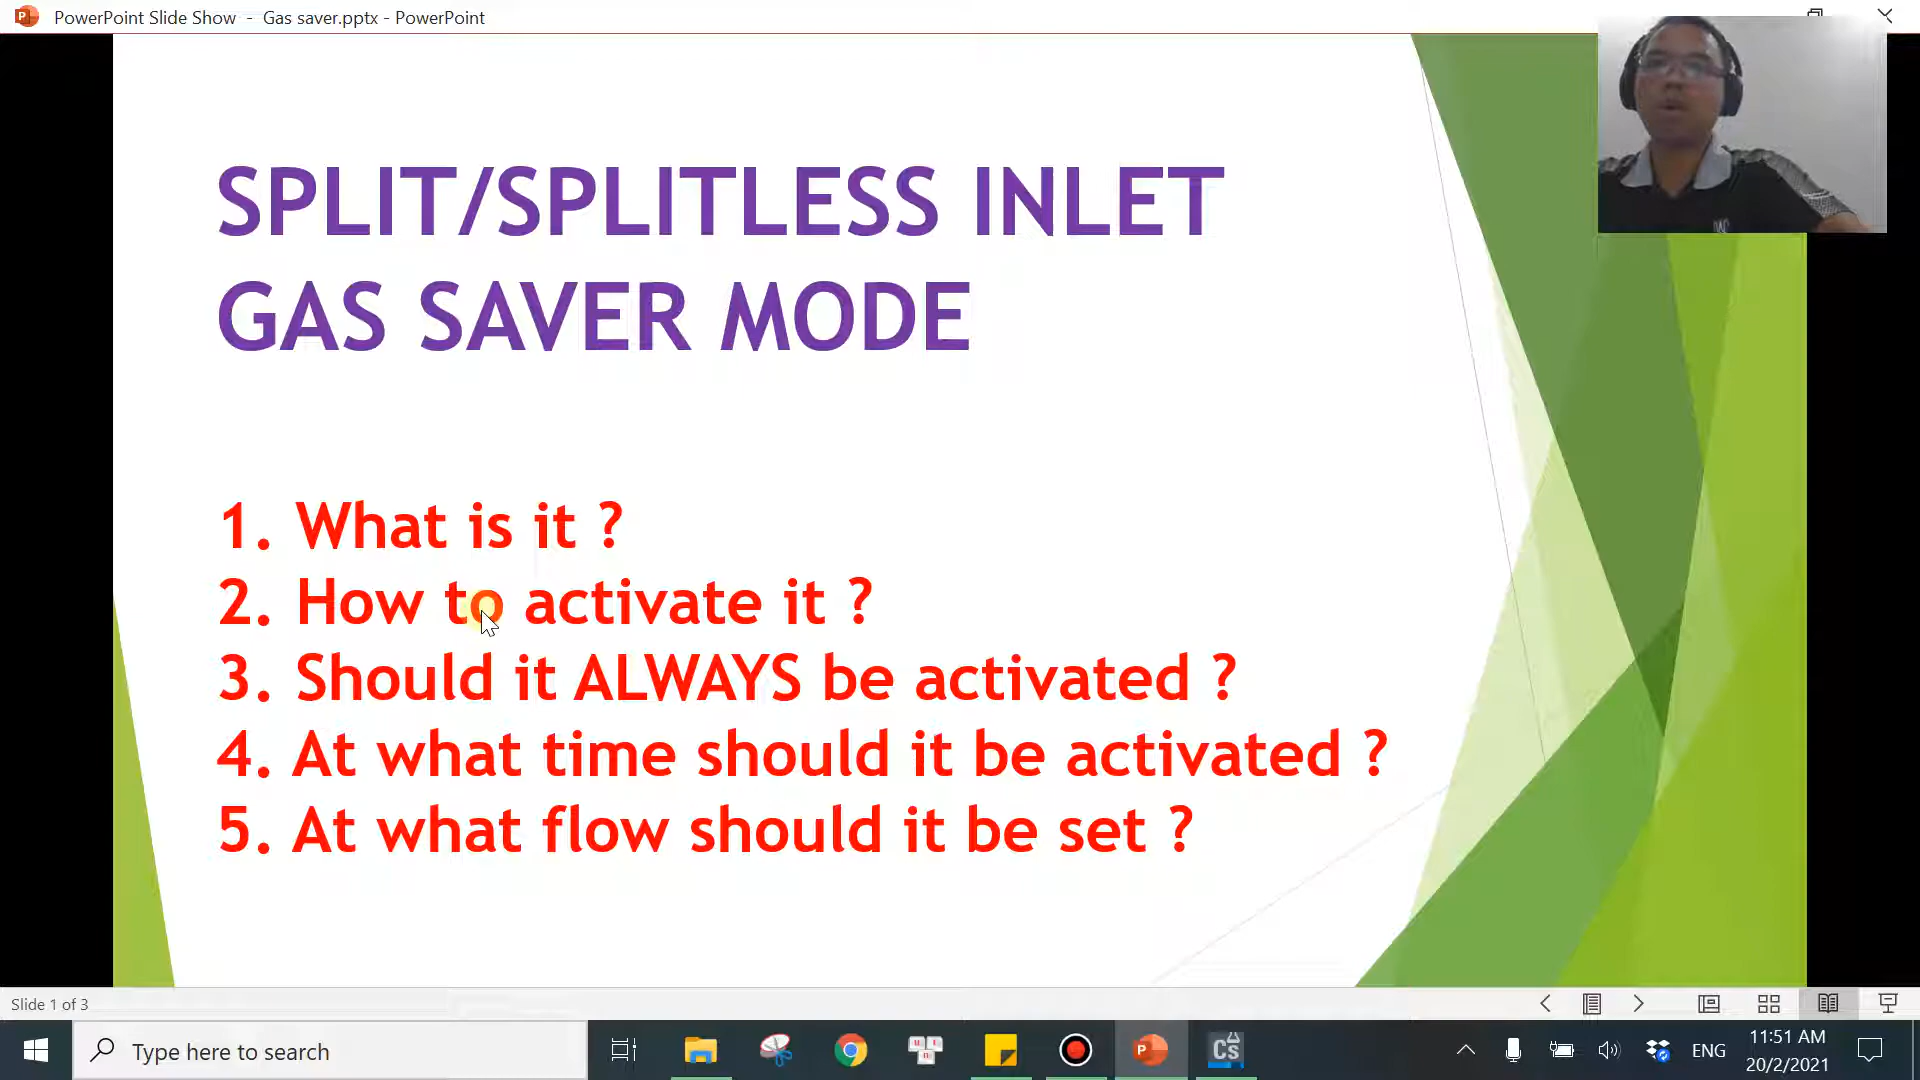 PowerPoint Slide Show - Gas saver.pptx - PowerPoint
SPLIT/SPLITLESS INLET
GAS SAVER MODE
1. What is it ?
2. How to activate it ?
3. Should it ALWAYS be activated ?
4. At what time should it be activated ?
5. At what flow should it be set ?
Slide 1 of 3
Type here to search
CS
ENG
11:51 AM
20/2/2021